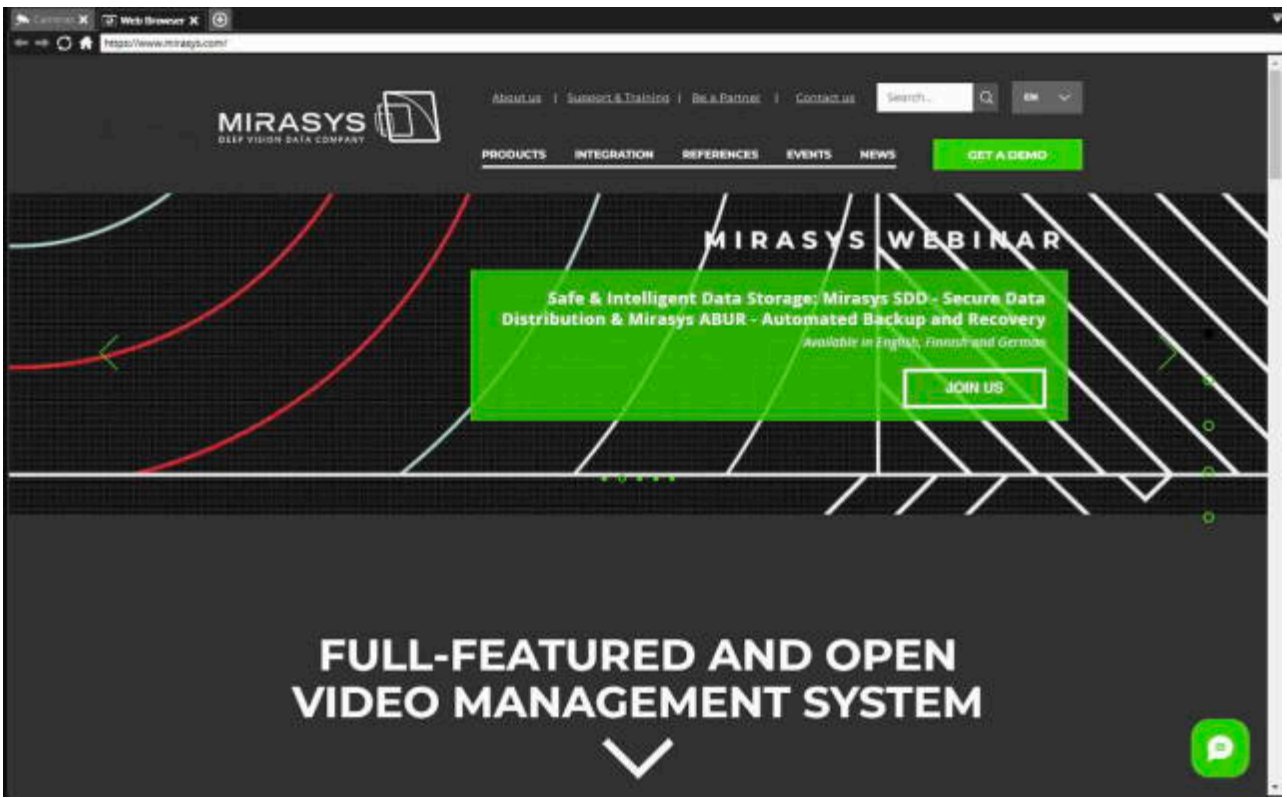 Cameras
Web Browser
https://www.mirasys.com/
About us | Support & Training | Be a Partner | Contact us
Search...
EN
MIRASYS
DEEP VISION DATA COMPANY
PRODUCTS INTEGRATION REFERENCES EVENTS NEWS
GET A DEMO
MIRASYS WEBINAR
Safe & Intelligent Data Storage: Mirasys SDD - Secure Data
Distribution & Mirasys ABUR - Automated Backup and Recovery
Available in English, Finnish and German
JOIN US
FULL-FEATURED AND OPEN
VIDEO MANAGEMENT SYSTEM